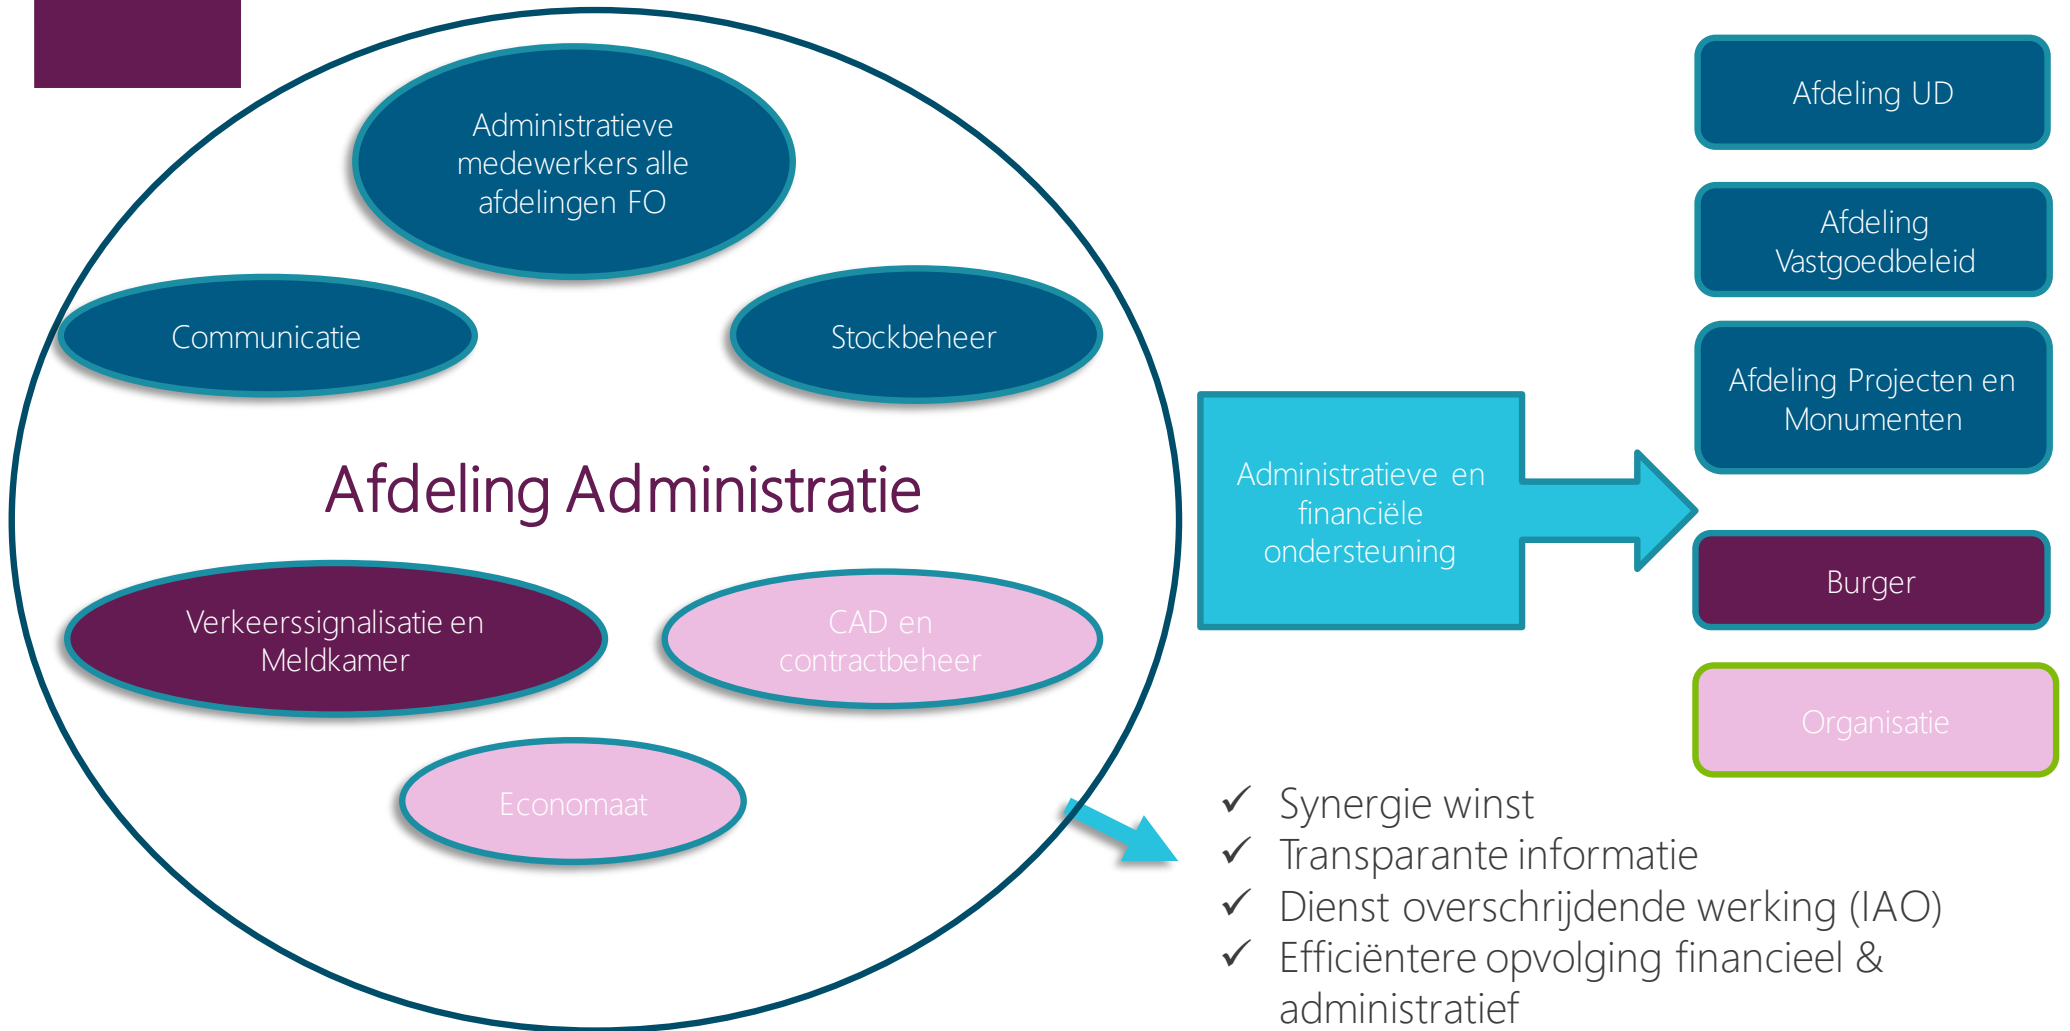 Administratieve
medewerkers alle
afdelingen FO
Communicatie
Stockbeheer
Afdeling Administratie
Verkeerssignalisatie en
Meldkamer
CAD en
contractbeheer
Economaat
Administratieve en
financiële
ondersteuning
Afdeling UD
Afdeling
Vastgoedbeleid
Afdeling Projecten en
Monumenten
Burger
Organisatie
✓ Synergie winst
✓ Transparante informatie
✓ Dienst overschrijdende werking (IAO)
✓ Efficiëntere opvolging financieel &
administratief